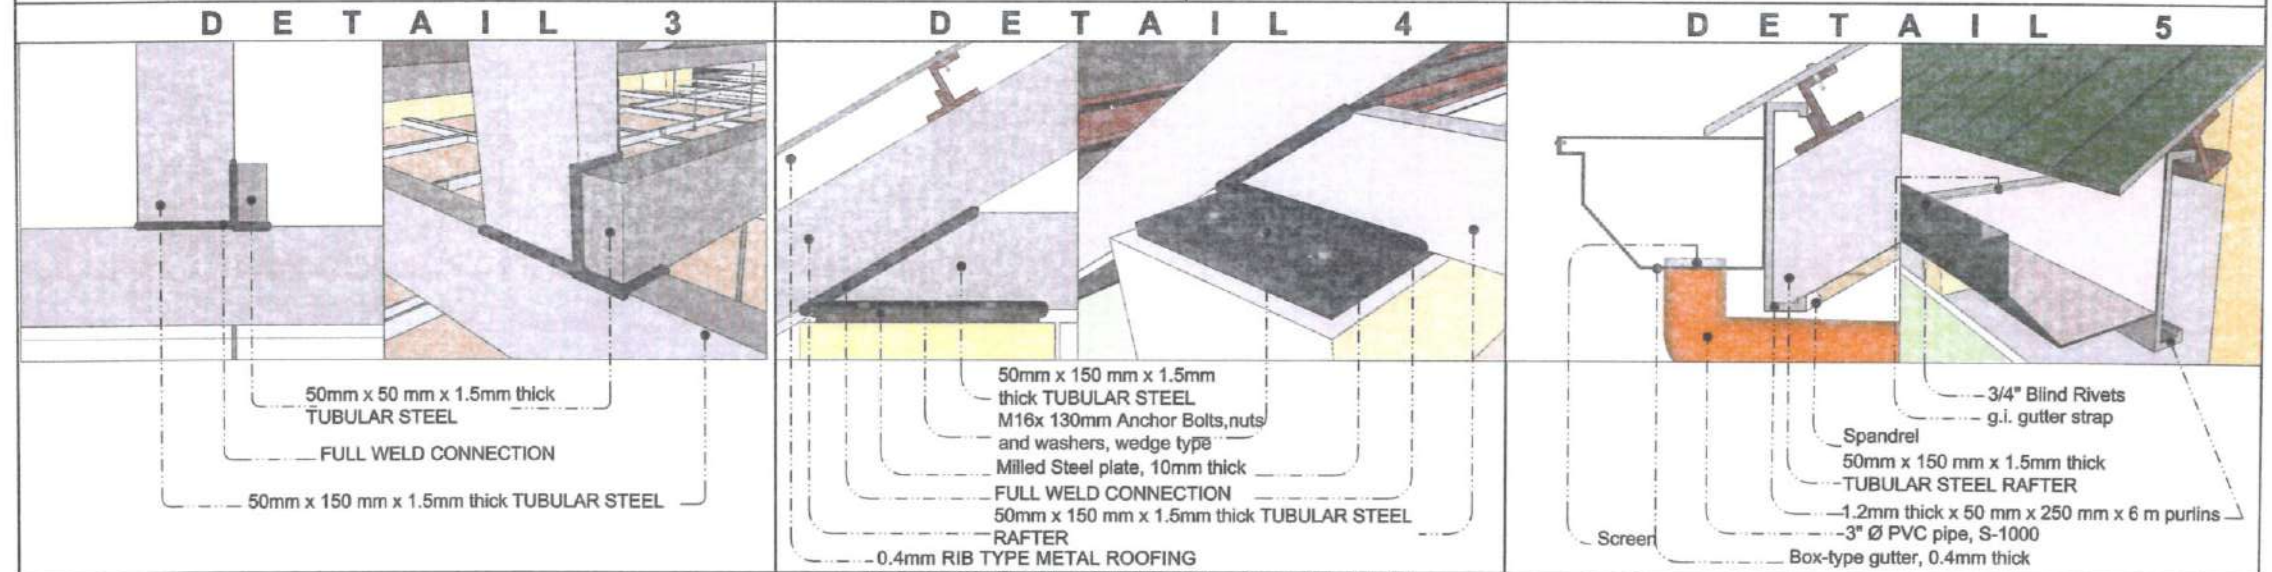 DETAIL 3
DETAIL 4
DETAIL 5
50mm x 50 mm x 1.5mm thick
TUBULAR STEEL
FULL WELD CONNECTION
50mm x 150 mm x 1.5mm thick TUBULAR STEEL
50mm x 150 mm x 1.5mm
thick TUBULAR STEEL
M16x 130mm Anchor Bolts,nuts
and washers, wedge type
Milled Steel plate, 10mm thick
FULL WELD CONNECTION
50mm x 150 mm x 1.5mm thick TUBULAR STEEL
RAFTER
0.4mm RIB TYPE METAL ROOFING
3/4" Blind Rivets
g.i. gutter strap
Spandrel
50mm x 150 mm x 1.5mm thick
TUBULAR STEEL RAFTER
1.2mm thick x 50 mm x 250 mm x 6 m purlins
3" Ø PVC pipe, S-1000
Screen
Box-type gutter, 0.4mm thick